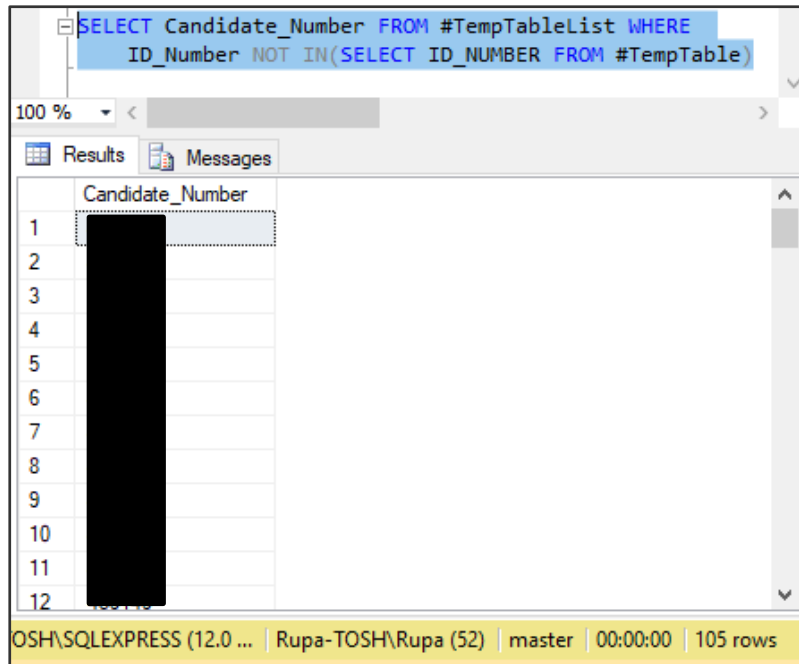 SELECT Candidate_Number FROM #TempTableList WHERE
ID_Number NOT IN(SELECT ID_NUMBER FROM #TempTable)
100 %
Results Messages
Candidate_Number
1
2
3
4
5
6
7
8
9
10
11
12
OSH\SQLEXPRESS (12.0 ... Rupa-TOSH\Rupa (52) master 00:00:00 105 rows